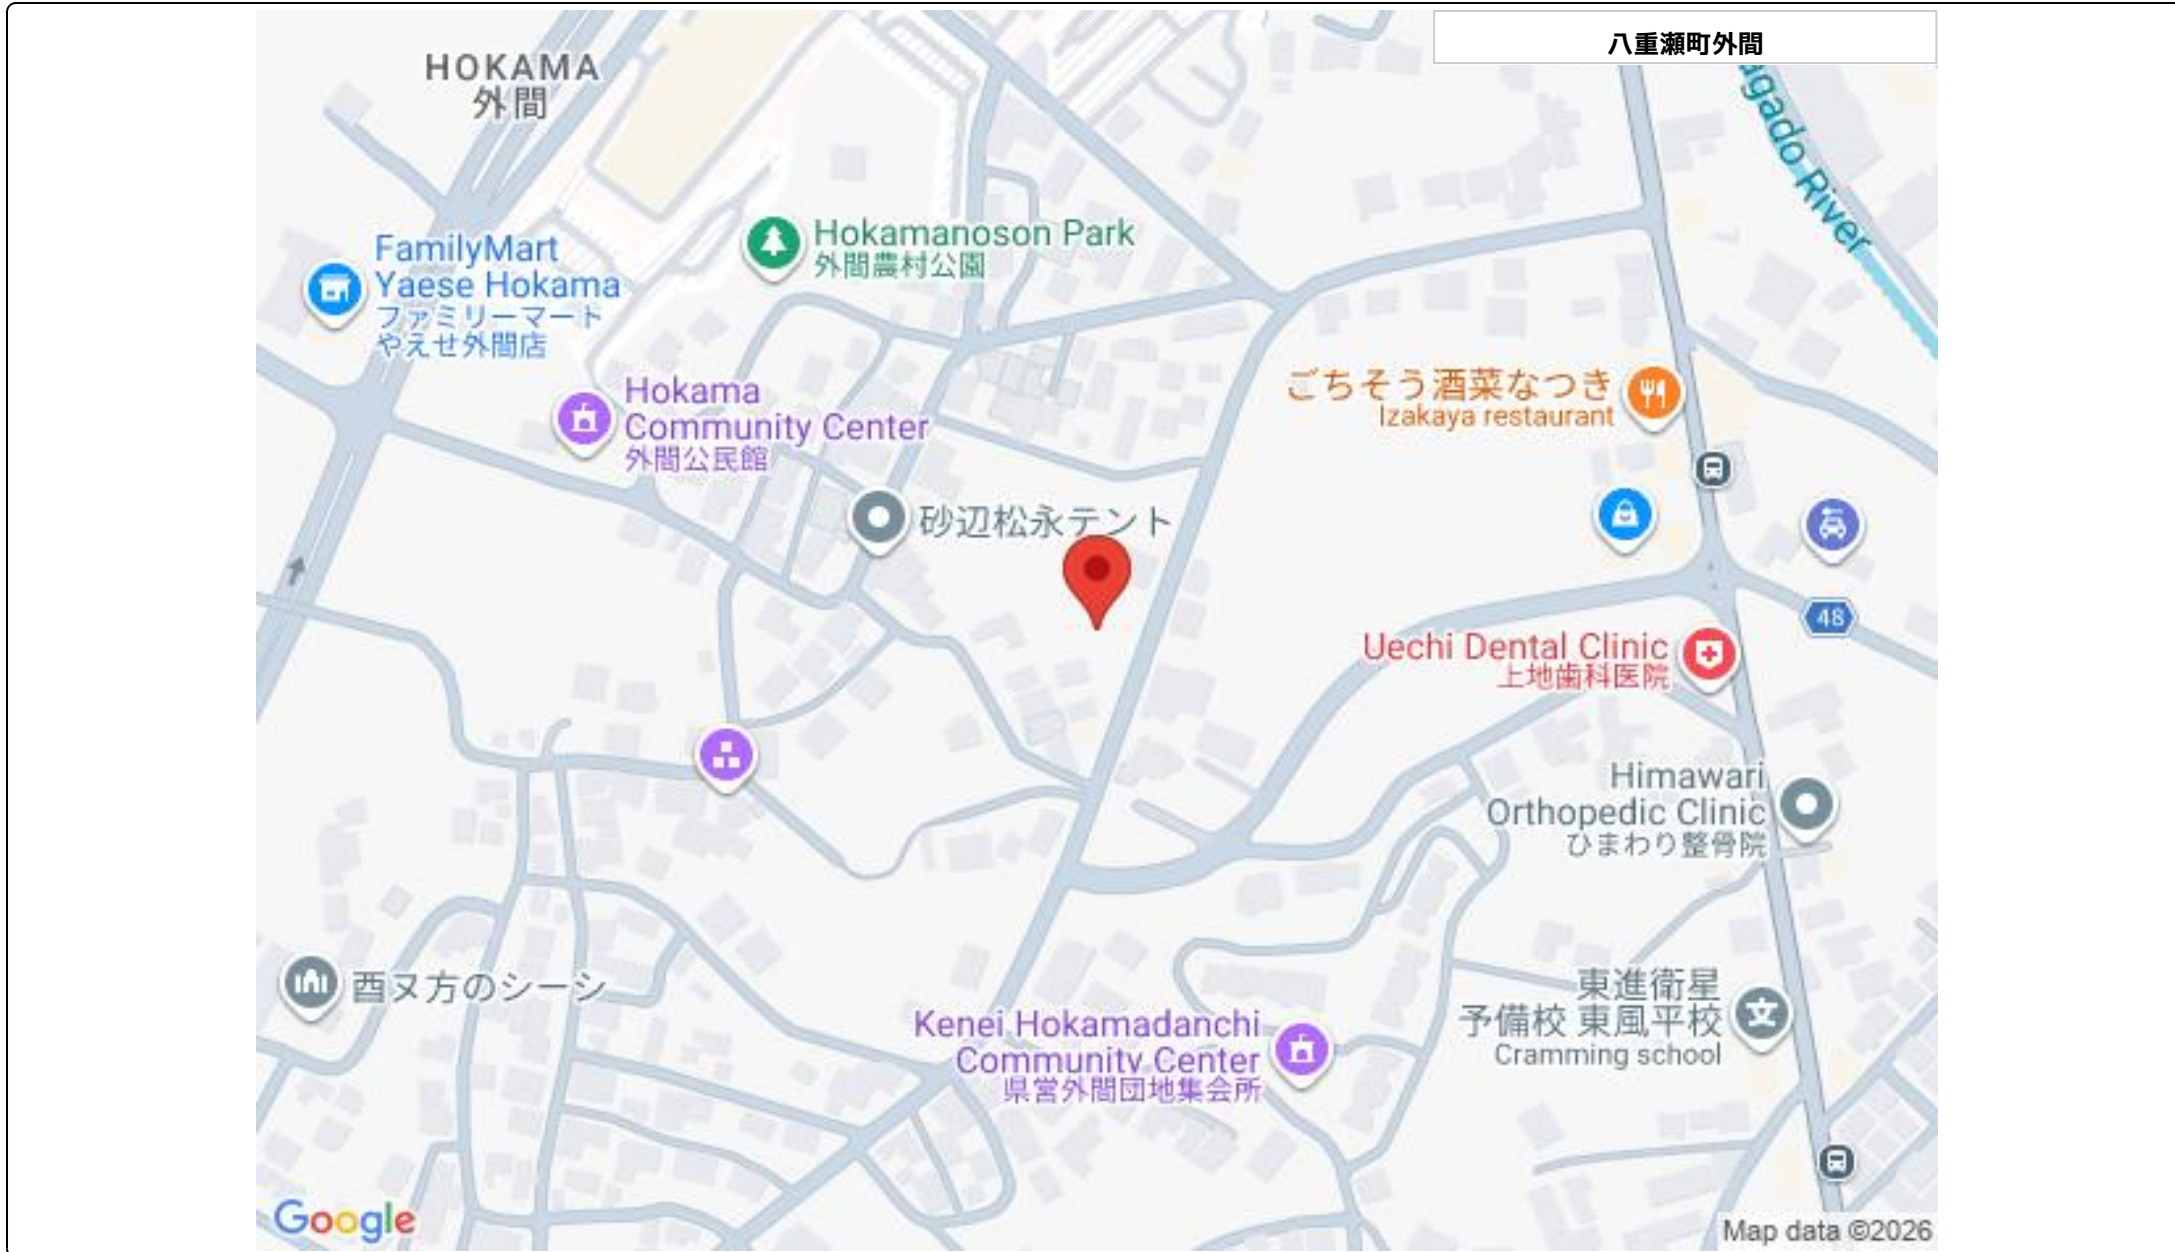 八重瀬町外間
HOKAMA
外間
River
Hokamanoson Park
外間農村公園
FamilyMart
Yaese Hokama
ファミリーマート
やえせ外間店
Hokama
Community Center
外間公民館
ごちそう酒菜なつき
Izakaya restaurant
砂辺松永テント
48
Uechi Dental Clinic
上地歯科医院
Himawari
Orthopedic Clinic
ひまわり整骨院
酉ヌ方のシーシ
東進衛星
予備校 東風平校
Cramming school
Kenei Hokamadanchi
Community Center
県営外間団地集会所
Google
Map data ©2026